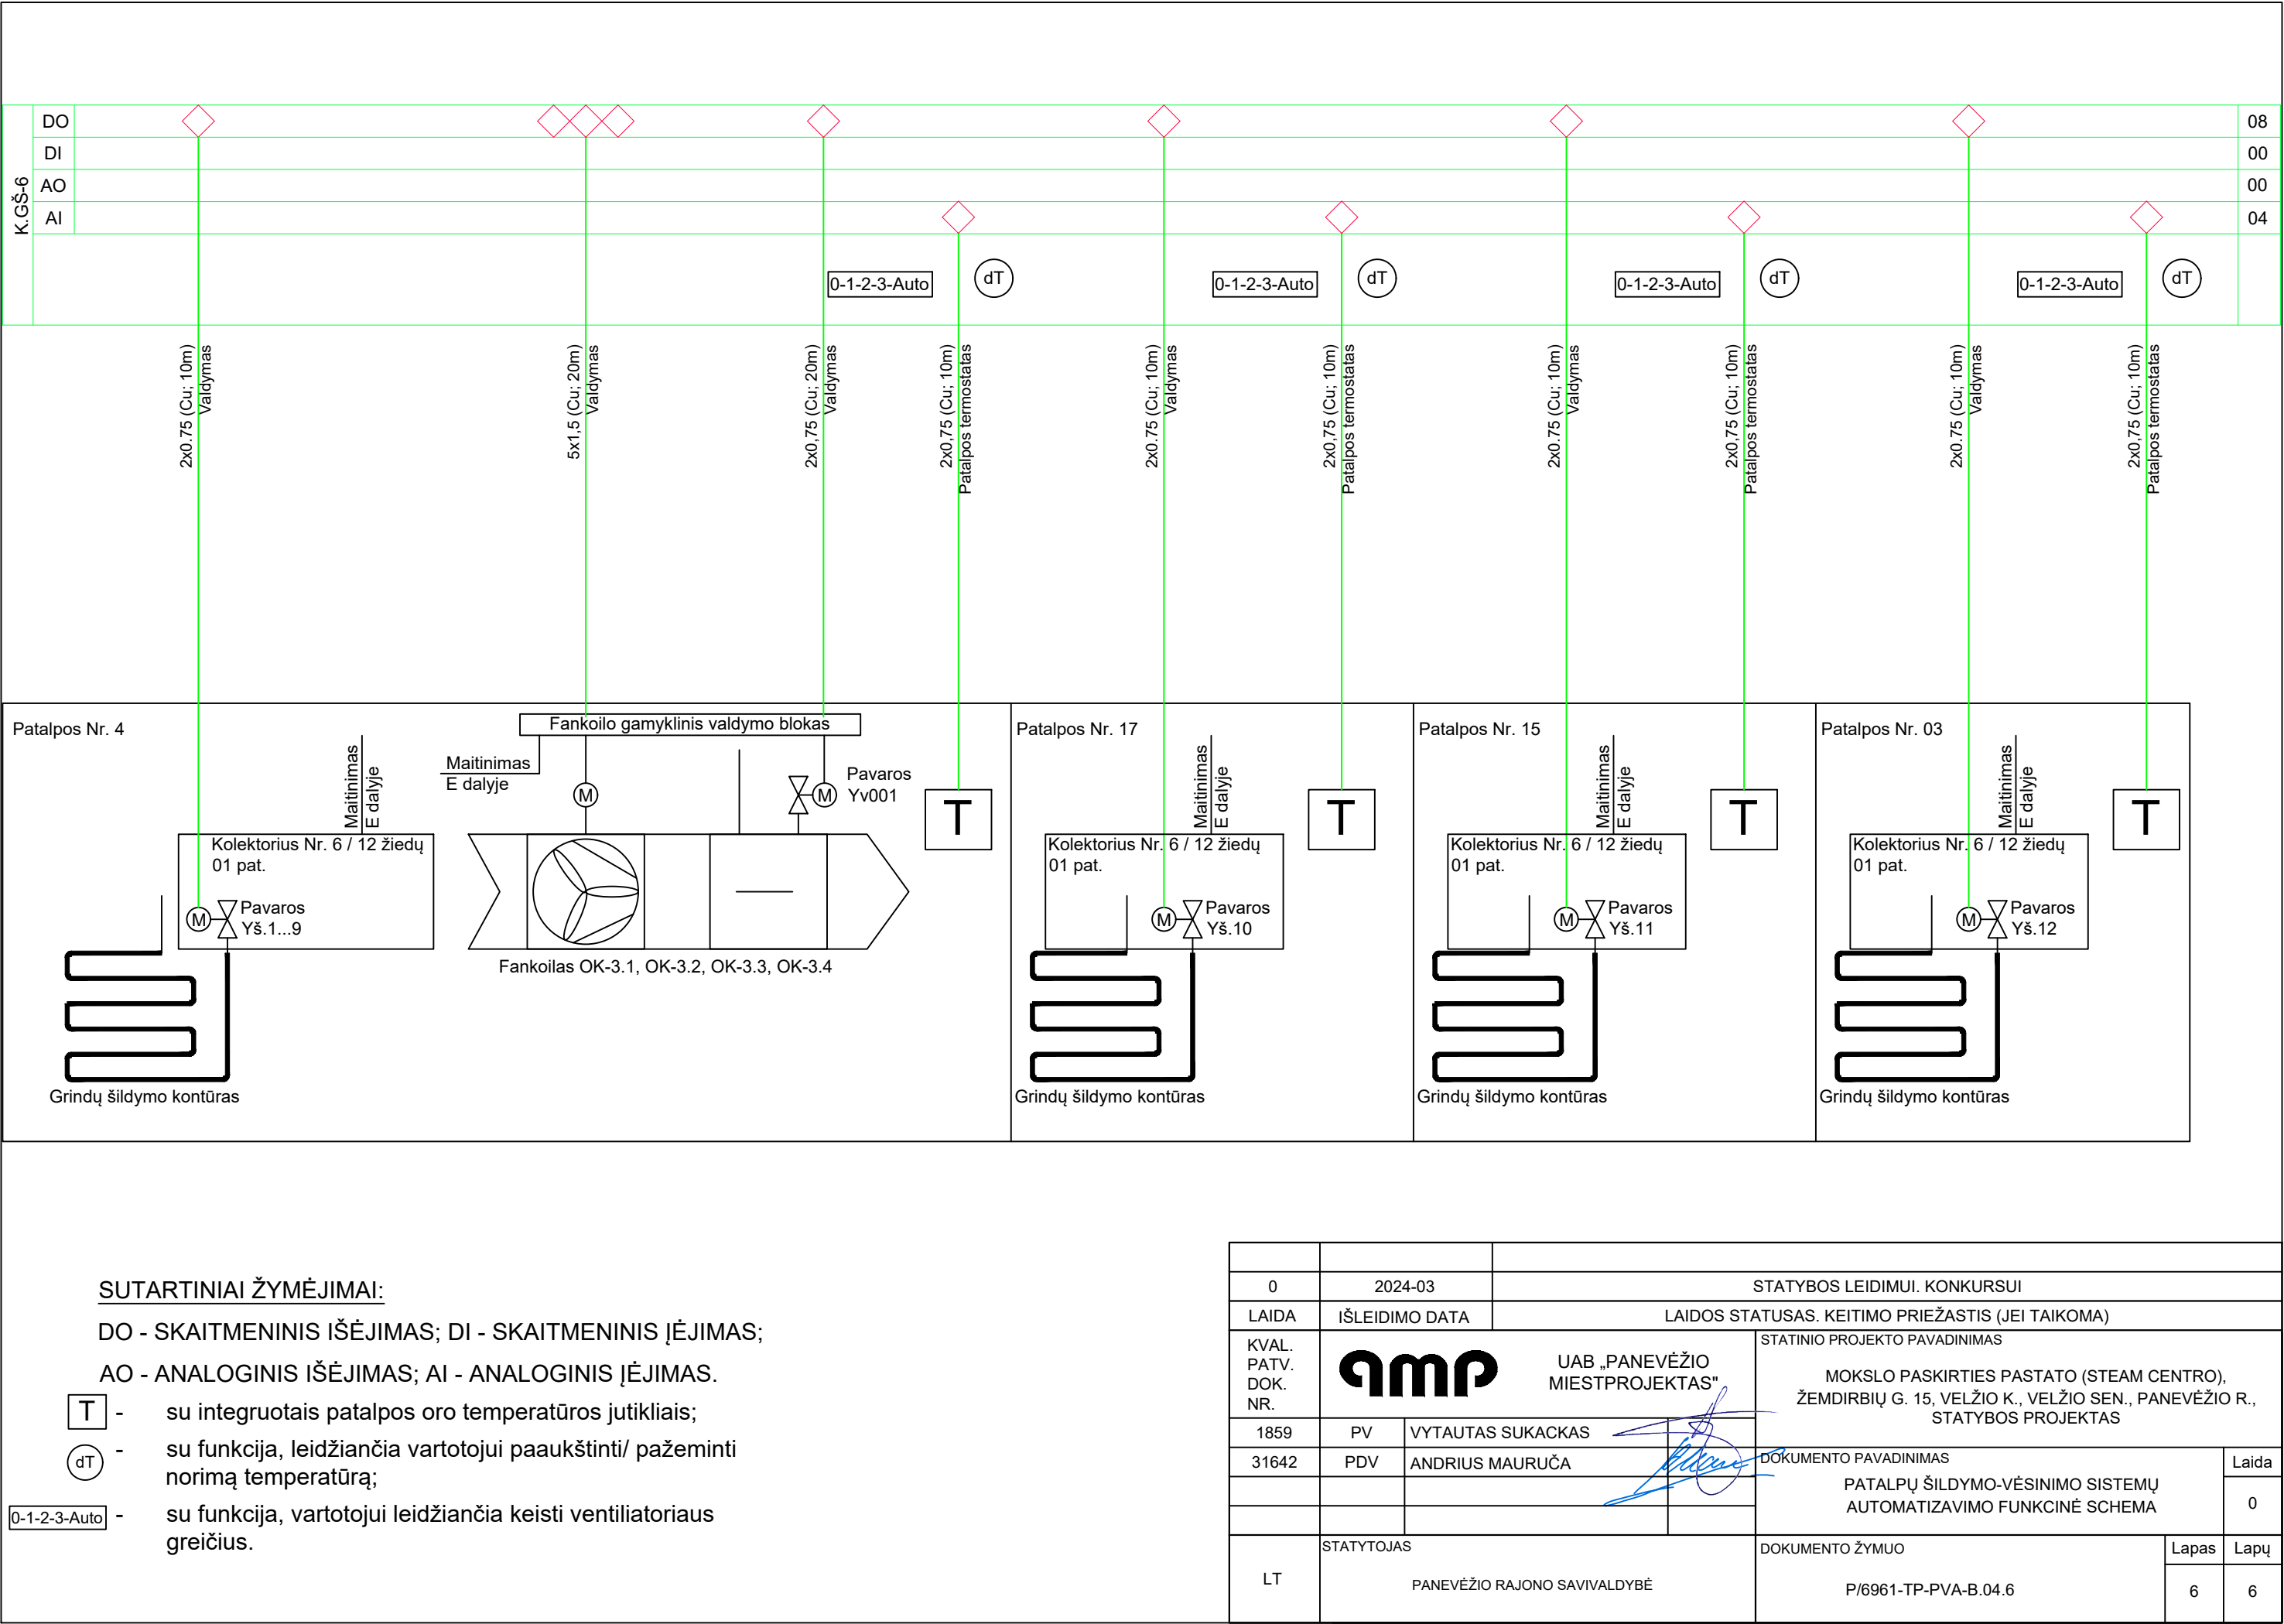 K.GŠ-6
DO
08
DI
00
AO
00
AI
04
0-1-2-3-Auto
dT
0-1-2-3-Auto
dT
0-1-2-3-Auto
dT
0-1-2-3-Auto
dT
2x0.75 (Cu; 10m)
Valdymas
5x1,5 (Cu; 20m)
Valdymas
2x0,75 (Cu; 20m)
Valdymas
2x0,75 (Cu; 10m)
Patalpos termostatas
2x0.75 (Cu; 10m)
Valdymas
2x0,75 (Cu; 10m)
Patalpos termostatas
2x0.75 (Cu; 10m)
Valdymas
2x0,75 (Cu; 10m)
Patalpos termostatas
2x0.75 (Cu; 10m)
Valdymas
2x0,75 (Cu; 10m)
Patalpos termostatas
Patalpos Nr. 4
Maitinimas
E dalyje
Kolektorius Nr. 6 / 12 žiedų
01 pat.
M
Pavaros
Yš.1...9
Grindų šildymo kontūras
Fankoilo gamyklinis valdymo blokas
Maitinimas
E dalyje
M
M
Pavaros
Yv001
T
Fankoilas OK-3.1, OK-3.2, OK-3.3, OK-3.4
Patalpos Nr. 17
Maitinimas
E dalyje
T
Kolektorius Nr. 6 / 12 žiedų
01 pat.
M
Pavaros
Yš.10
Grindų šildymo kontūras
Patalpos Nr. 15
Maitinimas
E dalyje
T
Kolektorius Nr. 6 / 12 žiedų
01 pat.
M
Pavaros
Yš.11
Grindų šildymo kontūras
Patalpos Nr. 03
Maitinimas
E dalyje
T
Kolektorius Nr. 6 / 12 žiedų
01 pat.
M
Pavaros
Yš.12
Grindų šildymo kontūras
SUTARTINIAI ŽYMĖJIMAI:
DO - SKAITMENINIS IŠĖJIMAS; DI - SKAITMENINIS ĮĖJIMAS;
AO - ANALOGINIS IŠĖJIMAS; AI - ANALOGINIS ĮĖJIMAS.
T - su integruotais patalpos oro temperatūros jutikliais;
dT - su funkcija, leidžiančia vartotojui paaukštinti/ pažeminti
norimą temperatūrą;
0-1-2-3-Auto - su funkcija, vartotojui leidžiančia keisti ventiliatoriaus
greičius.
0
2024-03
STATYBOS LEIDIMUI. KONKURSUI
LAIDA
IŠLEIDIMO DATA
LAIDOS STATUSAS. KEITIMO PRIEŽASTIS (JEI TAIKOMA)
KVAL.
PATV.
DOK.
NR.
amp
UAB „PANEVĖŽIO
MIESTPROJEKTAS"
STATINIO PROJEKTO PAVADINIMAS
MOKSLO PASKIRTIES PASTATO (STEAM CENTRO),
ŽEMDIRBIŲ G. 15, VELŽIO K., VELŽIO SEN., PANEVĖŽIO R.,
STATYBOS PROJEKTAS
1859
PV
VYTAUTAS SUKACKAS
31642
PDV
ANDRIUS MAURUČA
DOKUMENTO PAVADINIMAS
PATALPŲ ŠILDYMO-VĖSINIMO SISTEMŲ
AUTOMATIZAVIMO FUNKCINĖ SCHEMA
Laida
0
LT
STATYTOJAS
PANEVĖŽIO RAJONO SAVIVALDYBĖ
DOKUMENTO ŽYMUO
P/6961-TP-PVA-B.04.6
Lapas
Lapų
6
6